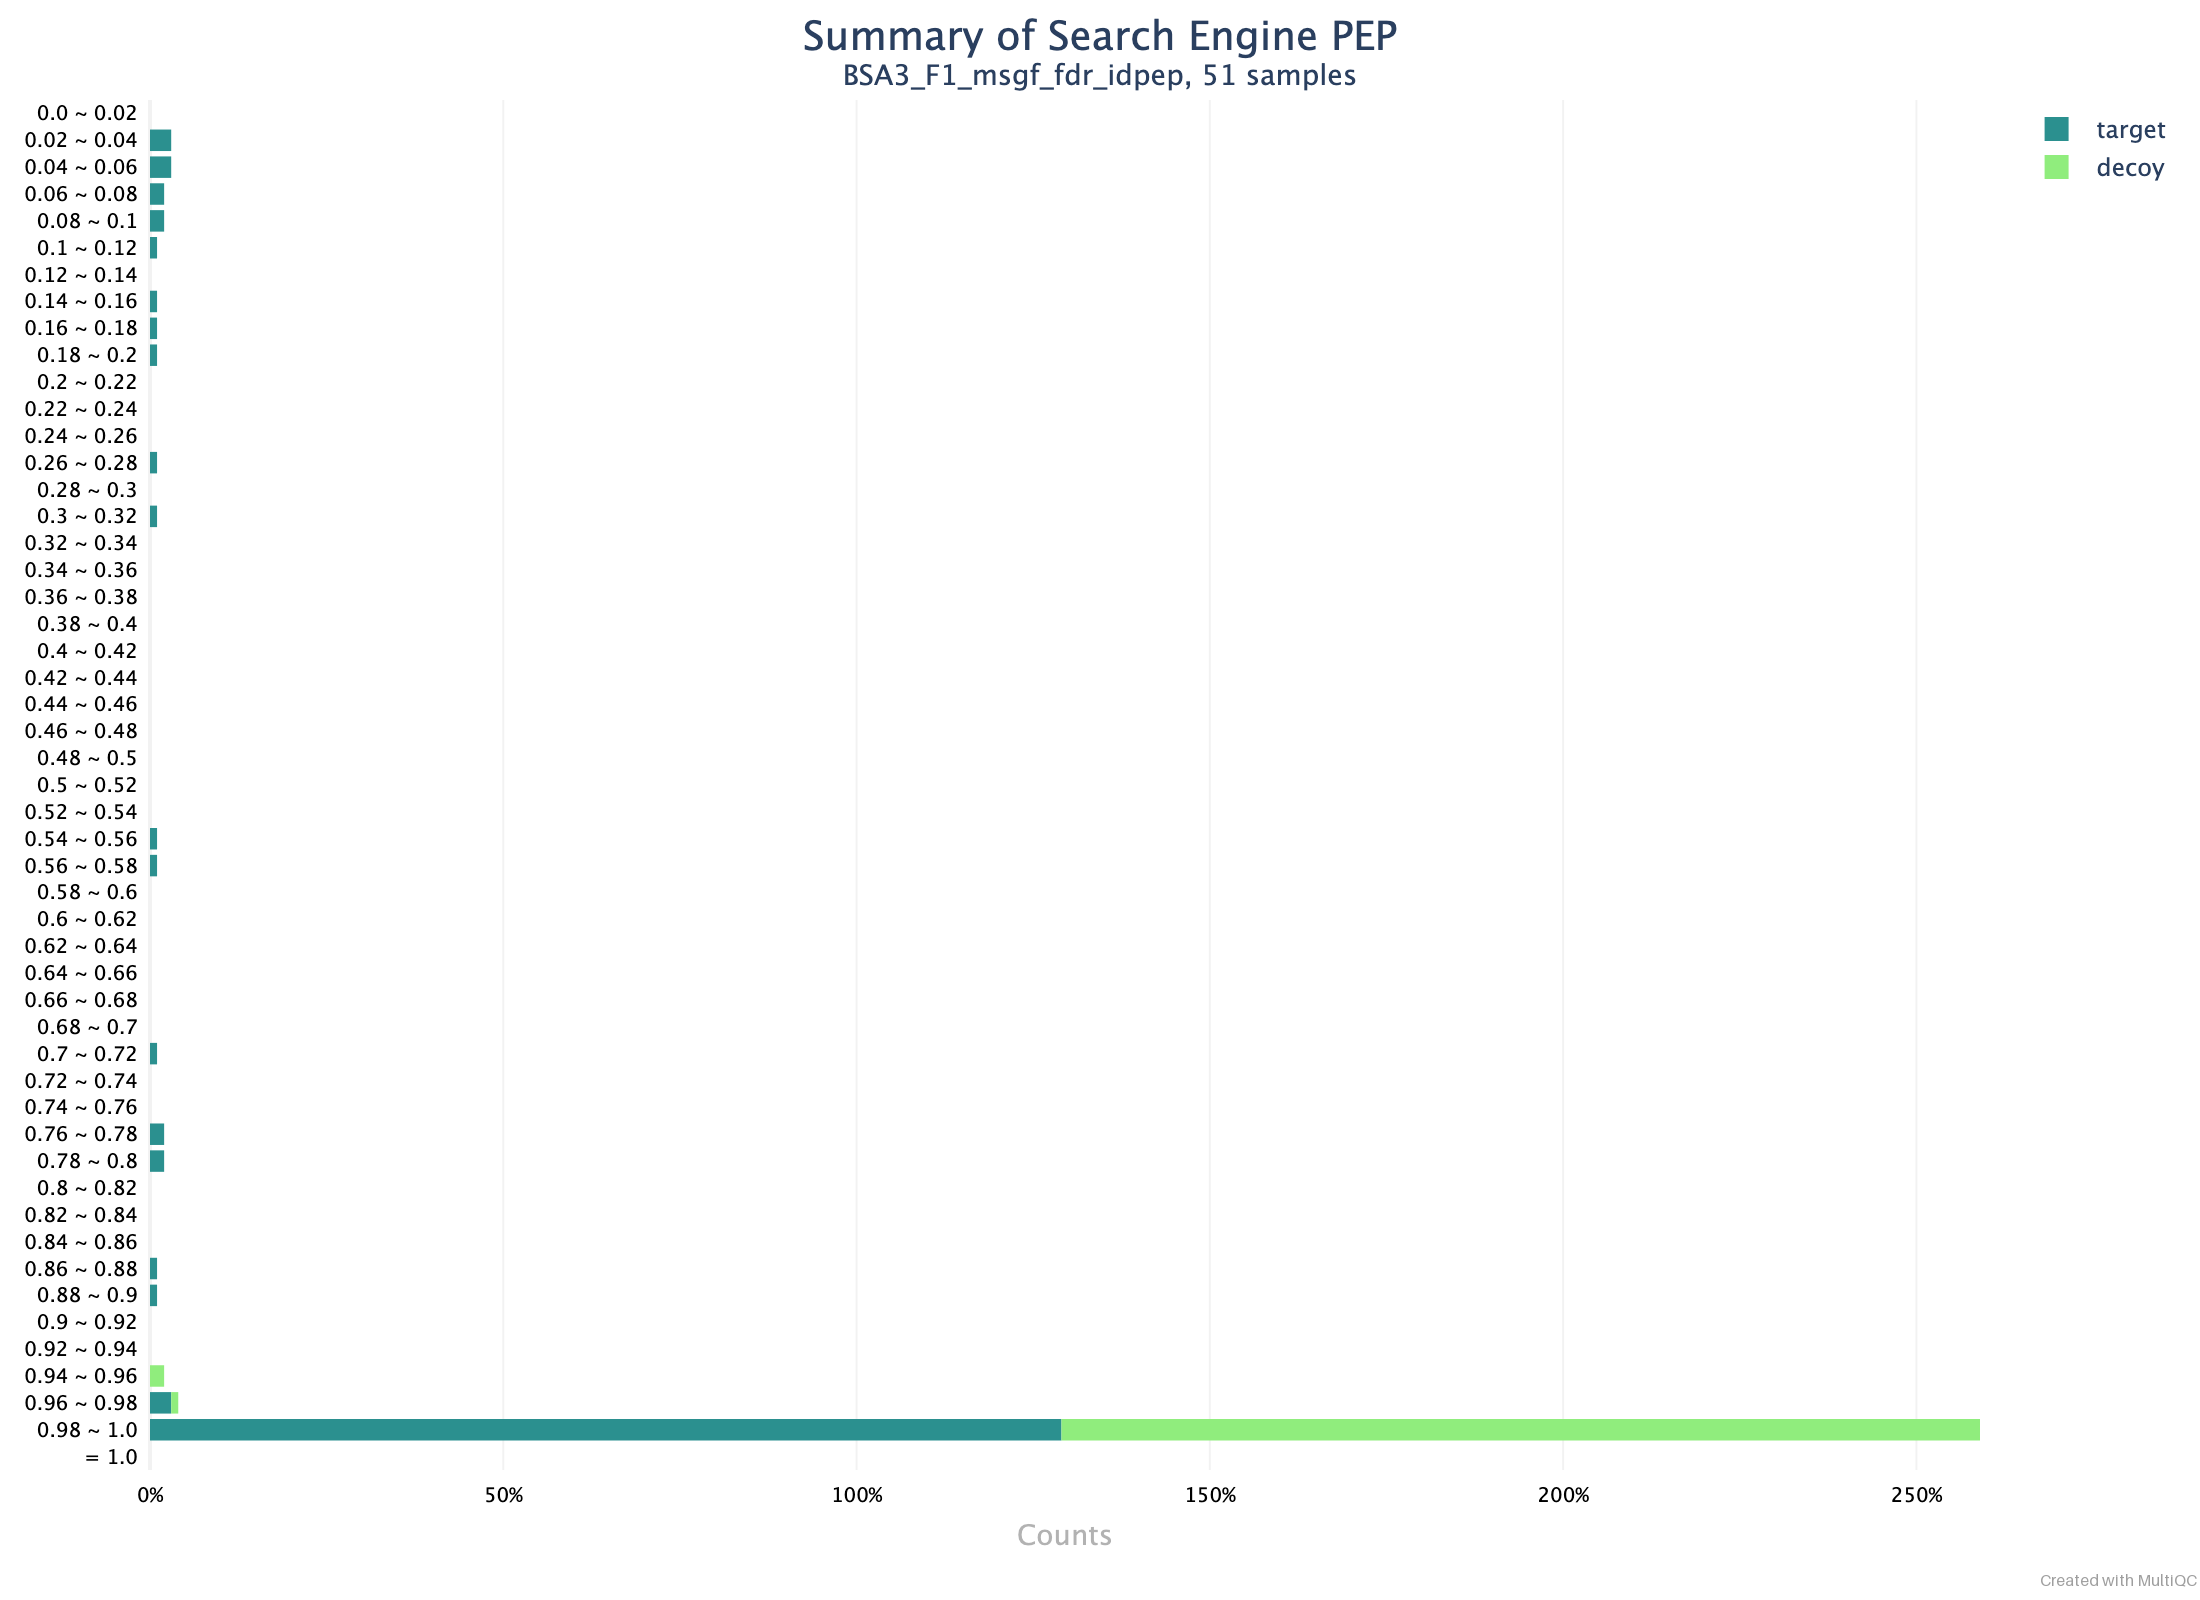 Summary of Search Engine PEP
BSA3_F1_msgf_fdr_idpep, 51 samples
target
decoy
0.0 ~ 0.02
0.02 ~ 0.04
0.04 ~ 0.06
0.06 ~ 0.08
0.08 ~ 0.1
0.1 ~ 0.12
0.12 ~ 0.14
0.14 ~ 0.16
0.16 ~ 0.18
0.18 ~ 0.2
0.2 ~ 0.22
0.22 ~ 0.24
0.24 ~ 0.26
0.26 ~ 0.28
0.28 ~ 0.3
0.3 ~ 0.32
0.32 ~ 0.34
0.34 ~ 0.36
0.36 ~ 0.38
0.38 ~ 0.4
0.4 ~ 0.42
0.42 ~ 0.44
0.44 ~ 0.46
0.46 ~ 0.48
0.48 ~ 0.5
0.5 ~ 0.52
0.52 ~ 0.54
0.54 ~ 0.56
0.56 ~ 0.58
0.58 ~ 0.6
0.6 ~ 0.62
0.62 ~ 0.64
0.64 ~ 0.66
0.66 ~ 0.68
0.68 ~ 0.7
0.7 ~ 0.72
0.72 ~ 0.74
0.74 ~ 0.76
0.76 ~ 0.78
0.78 ~ 0.8
0.8 ~ 0.82
0.82 ~ 0.84
0.84 ~ 0.86
0.86 ~ 0.88
0.88 ~ 0.9
0.9 ~ 0.92
0.92 ~ 0.94
0.94 ~ 0.96
0.96 ~ 0.98
0.98 ~ 1.0
= 1.0
0% 50% 100% 150% 200% 250%
Counts
Created with MultiQC